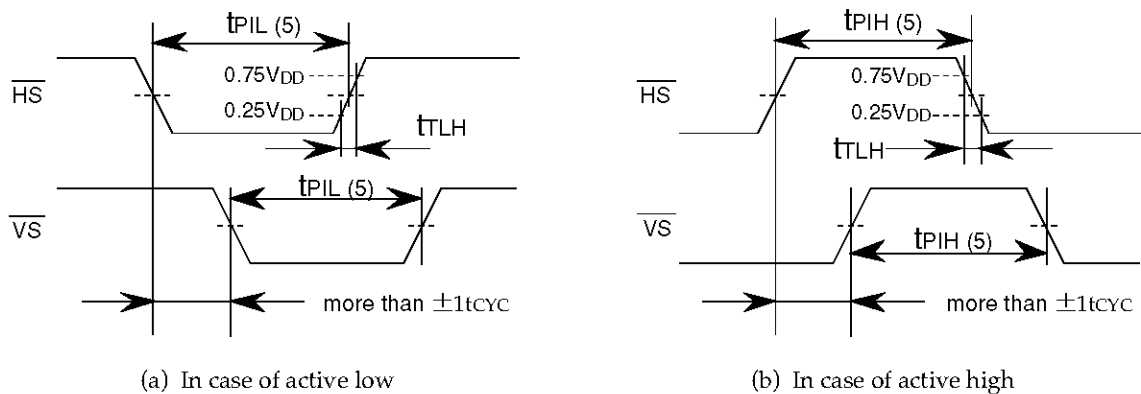 tPIL (5)
0.75VDD
HS
0.25VDD
tTLH
tPIL (5)
VS
more than ±1tCYC
(a) In case of active low
tPIH (5)
0.75VDD
HS
0.25VDD
tTLH
VS
tPIH (5)
more than ±1tCYC
(b) In case of active high